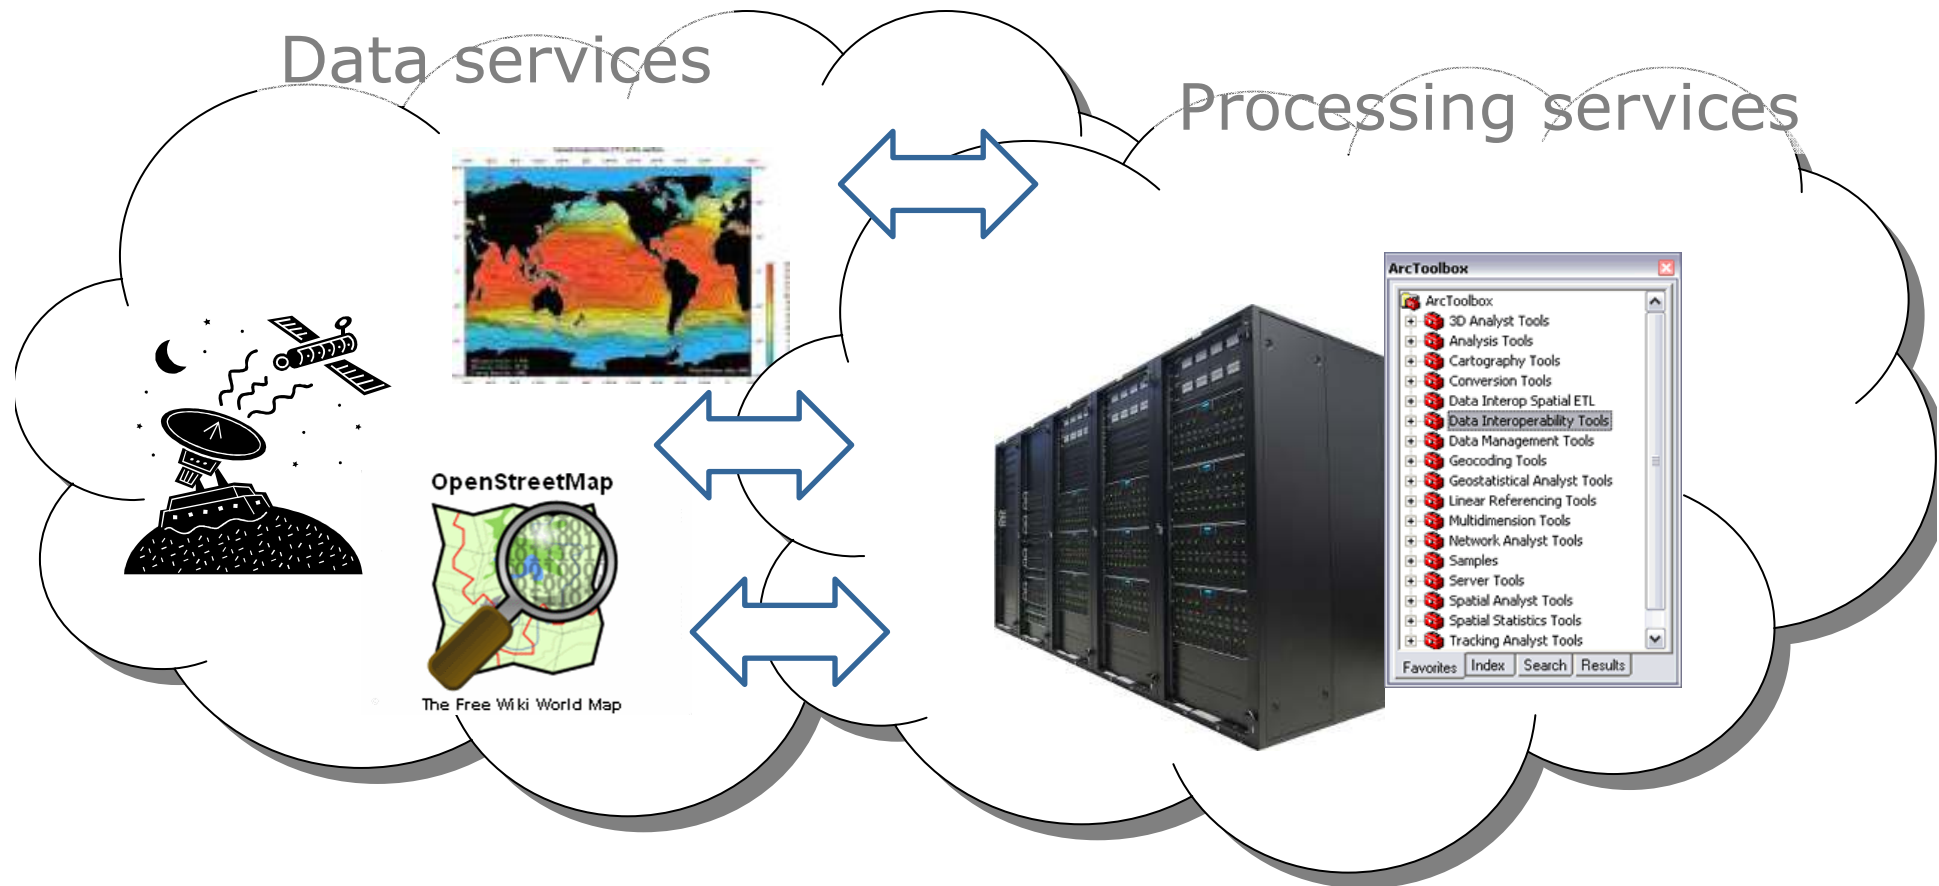 Data services
Processing services
OpenStreetMap
The Free Wiki World Map
ArcToolbox
ArcToolbox
3D Analyst Tools
Analysis Tools
Cartography Tools
Conversion Tools
Data Interop Spatial ETL
Data Interoperability Tools
Data Management Tools
Geocoding Tools
Geostatistical Analyst Tools
Linear Referencing Tools
Multidimension Tools
Network Analyst Tools
Samples
Server Tools
Spatial Analyst Tools
Spatial Statistics Tools
Tracking Analyst Tools
Favorites Index Search Results